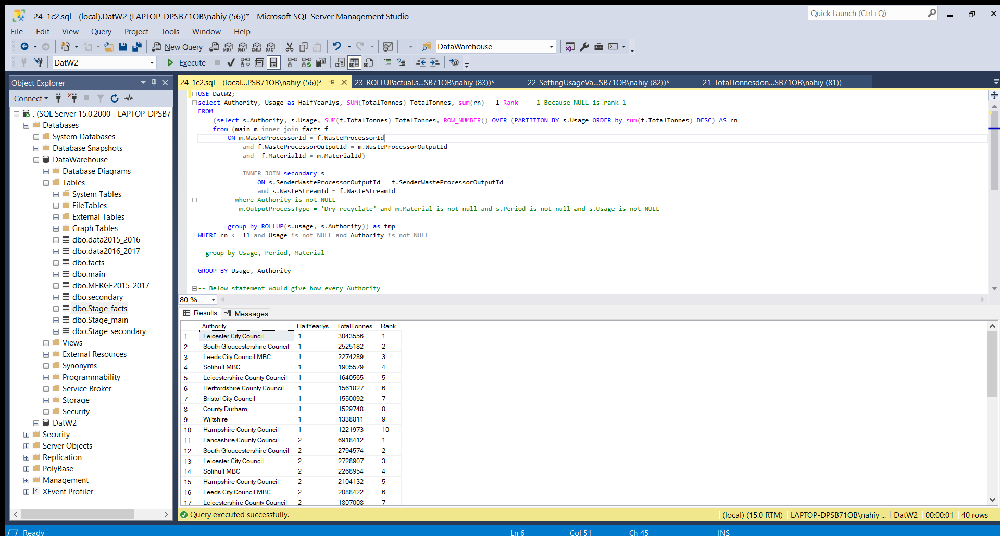 24_1c2.sql - (local).DatW2 (LAPTOP-DPSB71OB\nahiy (56))* - Microsoft SQL Server Management Studio
Quick Launch (Ctrl+Q)
File Edit View Query Project Tools Window Help
New Query MDX DMX XMLA DAX DataWarehouse
DatW2 Execute
Object Explorer
Connect
. (SQL Server 15.0.2000 - LAPTOP-DPSB7
Databases
System Databases
Database Snapshots
DataWarehouse
Database Diagrams
Tables
System Tables
FileTables
External Tables
Graph Tables
dbo.data2015_2016
dbo.data2016_2017
dbo.facts
dbo.main
dbo.MERGE2015_2017
dbo.secondary
dbo.Stage_facts
dbo.Stage_main
dbo.Stage_secondary
Views
External Resources
Synonyms
Programmability
Service Broker
Storage
Security
DatW2
Security
Server Objects
Replication
PolyBase
Management
XEvent Profiler
24_1c2.sql - (local...PSB71OB\nahiy (56))* 23_ROLLUPactual.s...SB71OB\nahiy (83))* 22_SettingUsageVa...SB71OB\nahiy (82))* 21_TotalTonnesdon...SB71OB\nahiy (81))
USE DatW2;
select Authority, Usage as HalfYearlys, SUM(TotalTonnes) TotalTonnes, sum(rn) - 1 Rank -- -1 Because NULL is rank 1
FROM
(select s.Authority, s.Usage, SUM(f.TotalTonnes) TotalTonnes, ROW_NUMBER() OVER (PARTITION BY s.Usage ORDER by sum(f.TotalTonnes) DESC) AS rn
from (main m inner join facts f
ON m.WasteProcessorId = f.WasteProcessorId
and f.WasteProcessorOutputId = m.WasteProcessorOutputId
and f.MaterialId = m.MaterialId)
INNER JOIN secondary s
ON s.SenderWasteProcessorOutputId = f.SenderWasteProcessorOutputId
and s.WasteStreamId = f.WasteStreamId
--where Authority is not NULL
-- m.OutputProcessType = 'Dry recyclate' and m.Material is not null and s.Period is not null and s.Usage is not NULL
group by ROLLUP(s.usage, s.Authority)) as tmp
WHERE rn <= 11 and Usage is not NULL and Authority is not NULL
--group by Usage, Period, Material
GROUP BY Usage, Authority
-- Below statement would give how every Authority
80 %
Results Messages
Authority HalfYearlys TotalTonnes Rank
1 Leicester City Council 1 3043556 1
2 South Gloucestershire Council 1 2525182 2
3 Leeds City Council MBC 1 2274289 3
4 Solihull MBC 1 1905579 4
5 Leicestershire County Council 1 1640565 5
6 Hertfordshire County Council 1 1561827 6
7 Bristol City Council 1 1550092 7
8 County Durham 1 1529748 8
9 Wiltshire 1 1338811 9
10 Hampshire County Council 1 1221973 10
11 Lancashire County Council 2 6918412 1
12 South Gloucestershire Council 2 2794574 2
13 Leicester City Council 2 2728907 3
14 Solihull MBC 2 2268954 4
15 Hampshire County Council 2 2104132 5
16 Leeds City Council MBC 2 2088422 6
17 Leicestershire County Council 2 1807008 7
Query executed successfully. (local) (15.0 RTM) LAPTOP-DPSB71OB\nahiy ... DatW2 00:00:01 40 rows
Ready Ln 6 Col 51 Ch 45 INS